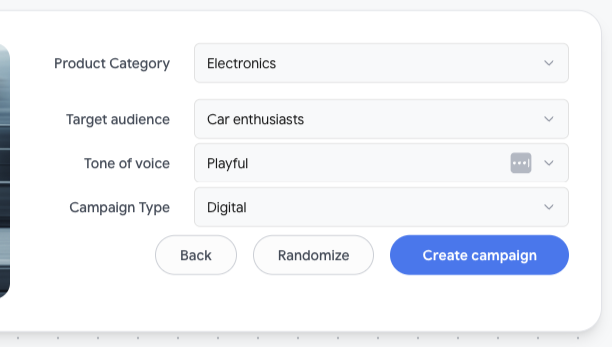 Product Category Electronics
Target audience Car enthusiasts
Tone of voice Playful
Campaign Type Digital
Back Randomize Create campaign